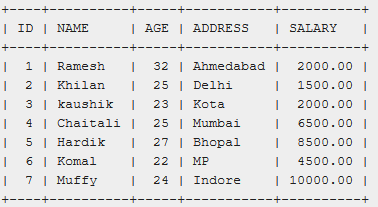 +----+----------+-----+-----------+----------+
| ID | NAME     | AGE | ADDRESS   | SALARY   |
+----+----------+-----+-----------+----------+
|  1 | Ramesh   |  32 | Ahmedabad |  2000.00 |
|  2 | Khilan   |  25 | Delhi     |  1500.00 |
|  3 | kaushik  |  23 | Kota      |  2000.00 |
|  4 | Chaitali |  25 | Mumbai    |  6500.00 |
|  5 | Hardik   |  27 | Bhopal    |  8500.00 |
|  6 | Komal    |  22 | MP        |  4500.00 |
|  7 | Muffy    |  24 | Indore    | 10000.00 |
+----+----------+-----+-----------+----------+